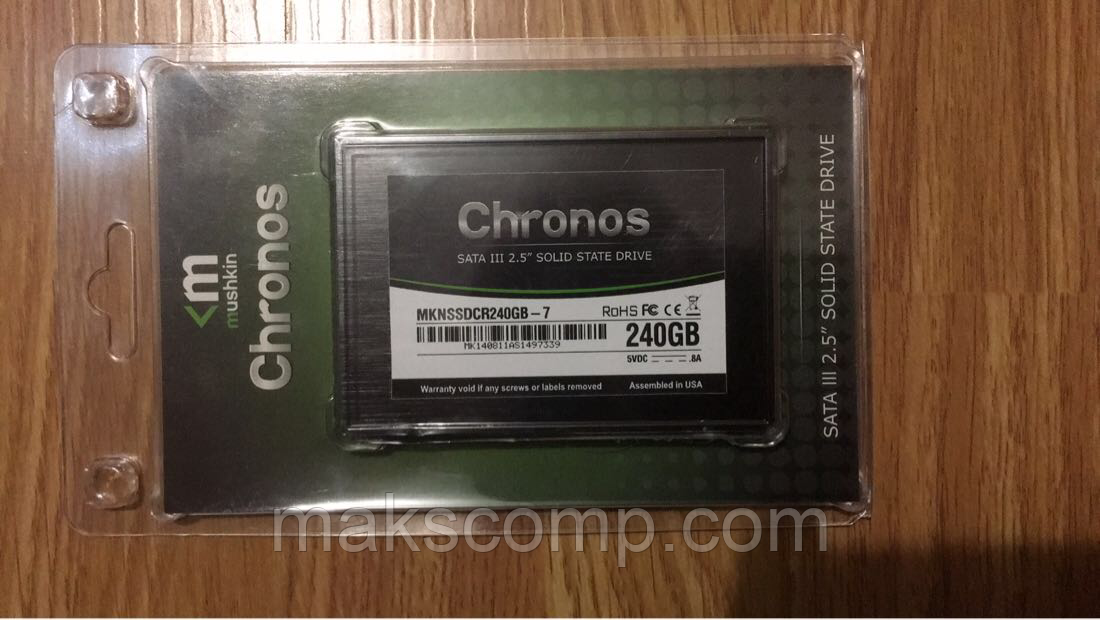 <m
mushkin
Chronos
Chronos
SATA III 2.5" SOLID STATE DRIVE
MKNSSDCR240GB-7
RoHS FC CE
MK140811AS1497339
240GB
5VDC .8A
Warranty void if any screws or labels removed
Assembled in USA
SATA III 2.5" SOLID STATE DRIVE
makscomp.com